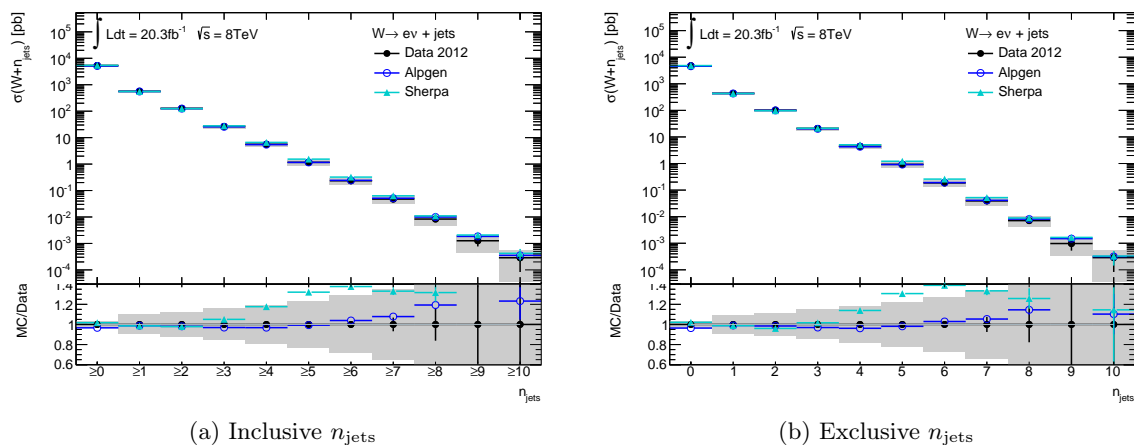 ∫ Ldt = 20.3fb⁻¹ √s = 8TeV
W→ eν + jets
Data 2012
Alpgen
Sherpa
σ(W+n_jets) [pb]
10⁵
10⁴
10³
10²
10
1
10⁻¹
10⁻²
10⁻³
10⁻⁴
MC/Data
1.4
1.2
1
0.8
0.6
≥0 ≥1 ≥2 ≥3 ≥4 ≥5 ≥6 ≥7 ≥8 ≥9 ≥10
n_jets
(a) Inclusive n_jets
∫ Ldt = 20.3fb⁻¹ √s = 8TeV
W→ eν + jets
Data 2012
Alpgen
Sherpa
σ(W+n_jets) [pb]
10⁵
10⁴
10³
10²
10
1
10⁻¹
10⁻²
10⁻³
10⁻⁴
MC/Data
1.4
1.2
1
0.8
0.6
0 1 2 3 4 5 6 7 8 9 10
n_jets
(b) Exclusive n_jets